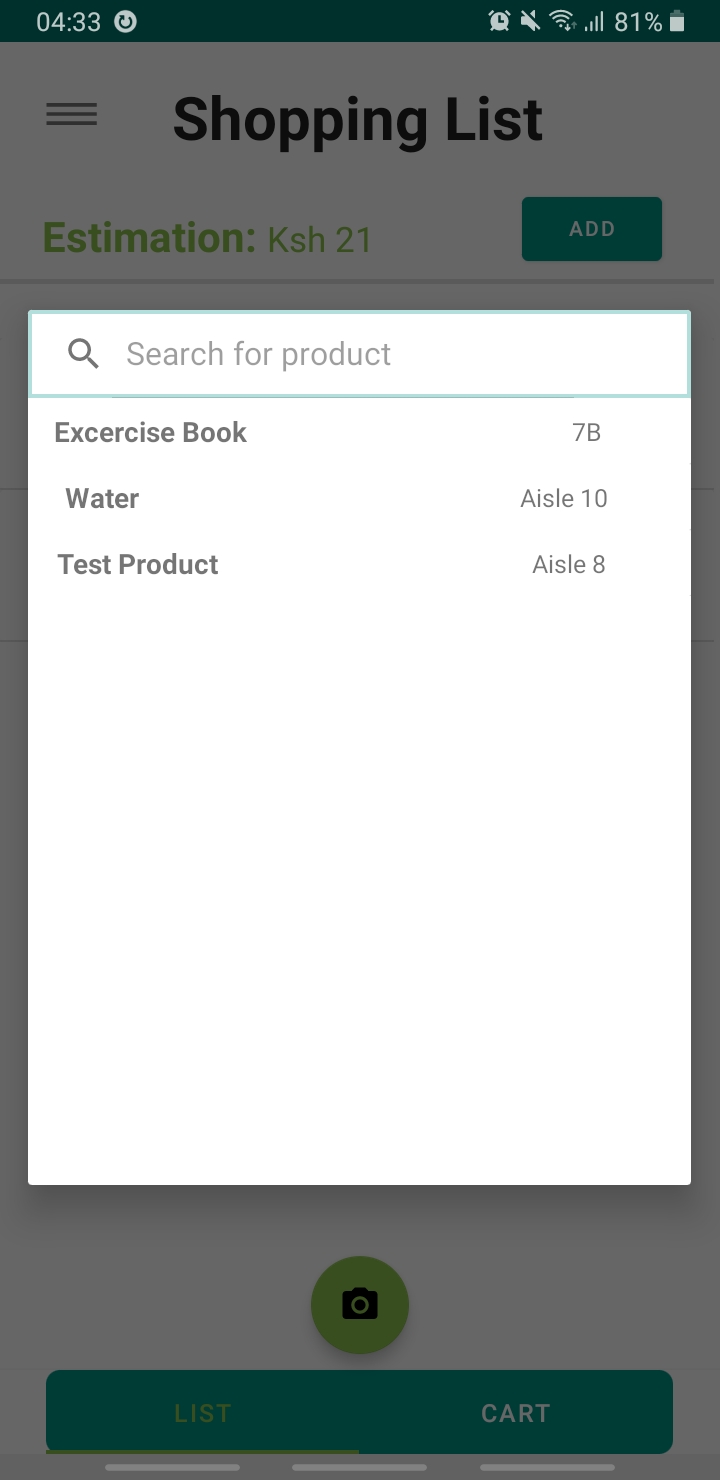 04:33 81%
Shopping List
Estimation: Ksh 21 ADD
Search for product
Excercise Book 7B
Water Aisle 10
Test Product Aisle 8
LIST CART